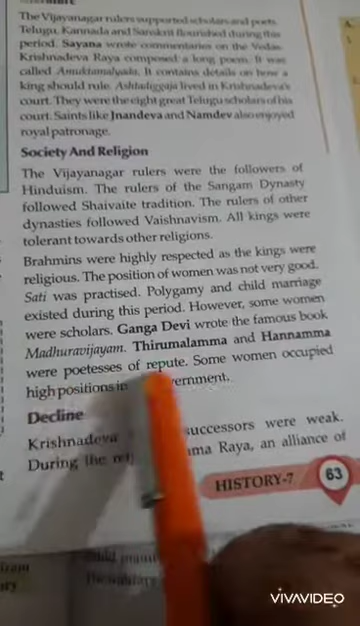 The Vijayanagar rulers supported scholars and poets.
Telugu, Kannada and Sanskrit flourished during this
period. Sayana wrote commentaries on the Vedas.
Krishnadeva Raya composed a long poem. It was
called Amuktamalyada. It contains details on how a
king should rule. Ashtadiggaja lived in Krishnadeva's
court. They were the eight great Telugu scholars of his
court. Saints like Jnandeva and Namdev also enjoyed
royal patronage.
Society And Religion
The Vijayanagar rulers were the followers of
Hinduism. The rulers of the Sangam Dynasty
followed Shaivaite tradition. The rulers of other
dynasties followed Vaishnavism. All kings were
tolerant towards other religions.
Brahmins were highly respected as the kings were
religious. The position of women was not very good.
Sati was practised. Polygamy and child marriage
existed during this period. However, some women
were scholars. Ganga Devi wrote the famous book
Madhuravijayam. Thirumalamma and Hannamma
were poetesses of repute. Some women occupied
high positions in vernment.
Decline
Krishnadeva successors were weak.
During the ma Raya, an alliance of
HISTORY-7 63
VIVAVIDEO